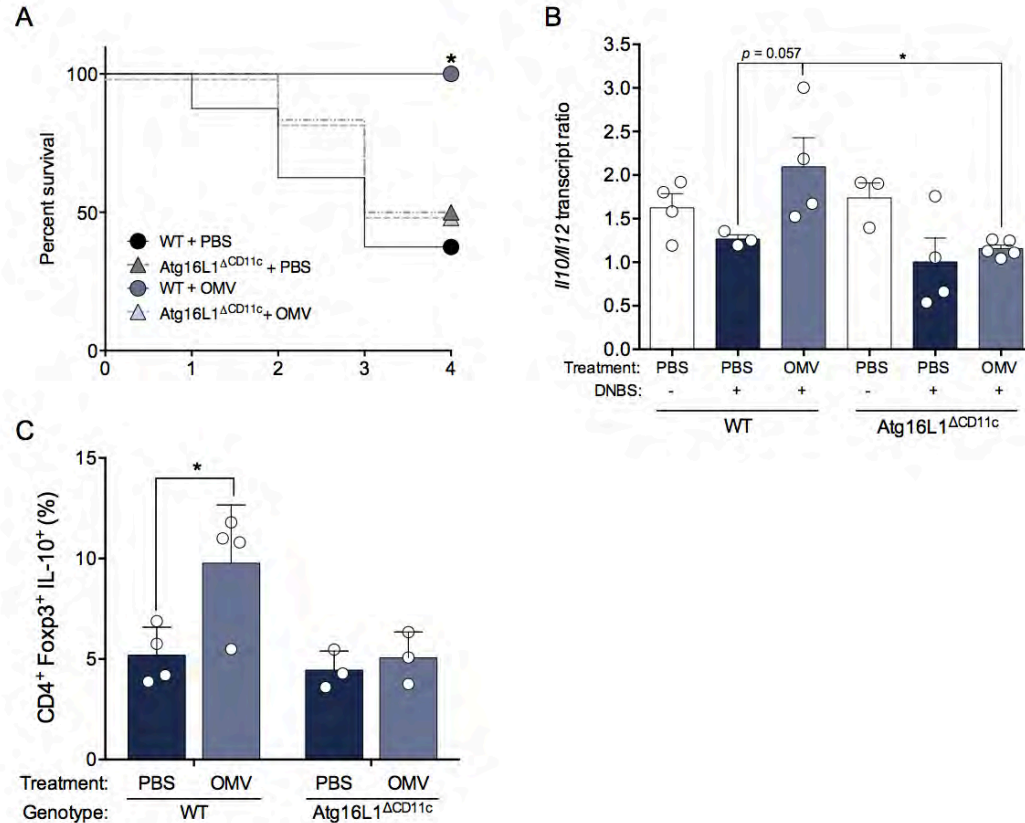 A
*
100
50
0
Percent survival
WT + PBS
Atg16L1ΔCD11c + PBS
WT + OMV
Atg16L1ΔCD11c + OMV
0 1 2 3 4
B
3.5
3.0
2.5
2.0
1.5
1.0
0.5
0.0
Il10/Il12 transcript ratio
p = 0.057
*
Treatment: PBS PBS OMV PBS PBS OMV
DNBS: - + + - + +
WT Atg16L1ΔCD11c
C
15
10
5
0
CD4+ Foxp3+ IL-10+ (%)
*
Treatment: PBS OMV PBS OMV
Genotype: WT Atg16L1ΔCD11c